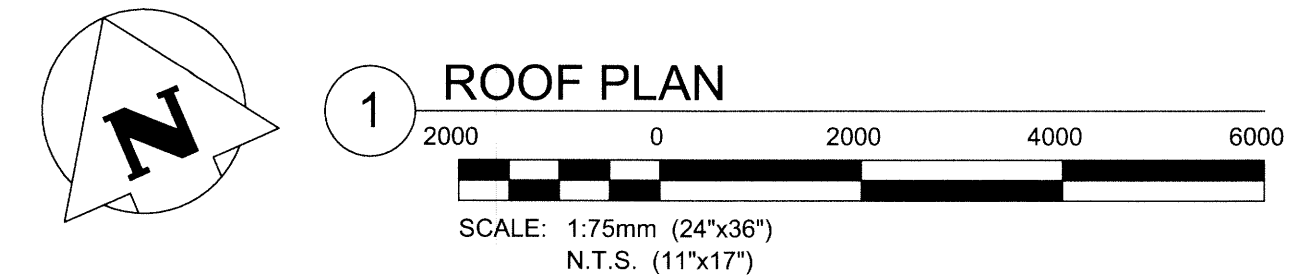 N
1
ROOF PLAN
2000 0 2000 4000 6000
SCALE: 1:75mm (24"x36")
N.T.S. (11"x17")